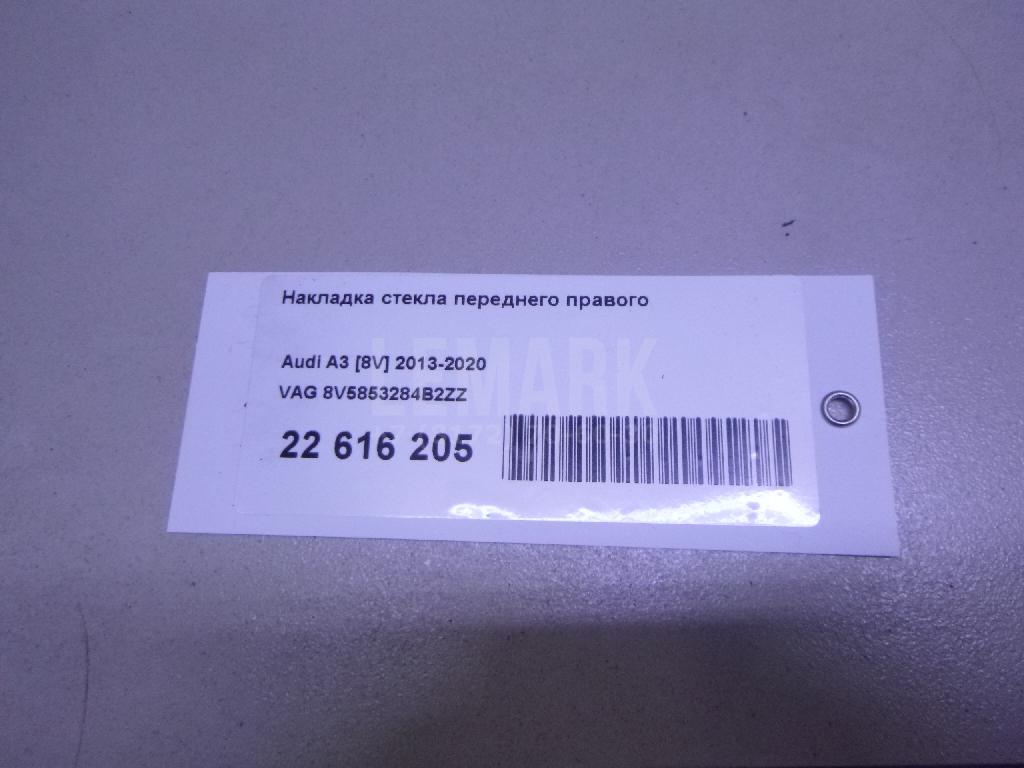 Накладка стекла переднего правого
LEMARK
Audi A3 [8V] 2013-2020
VAG 8V5853284B2ZZ
22 616 205